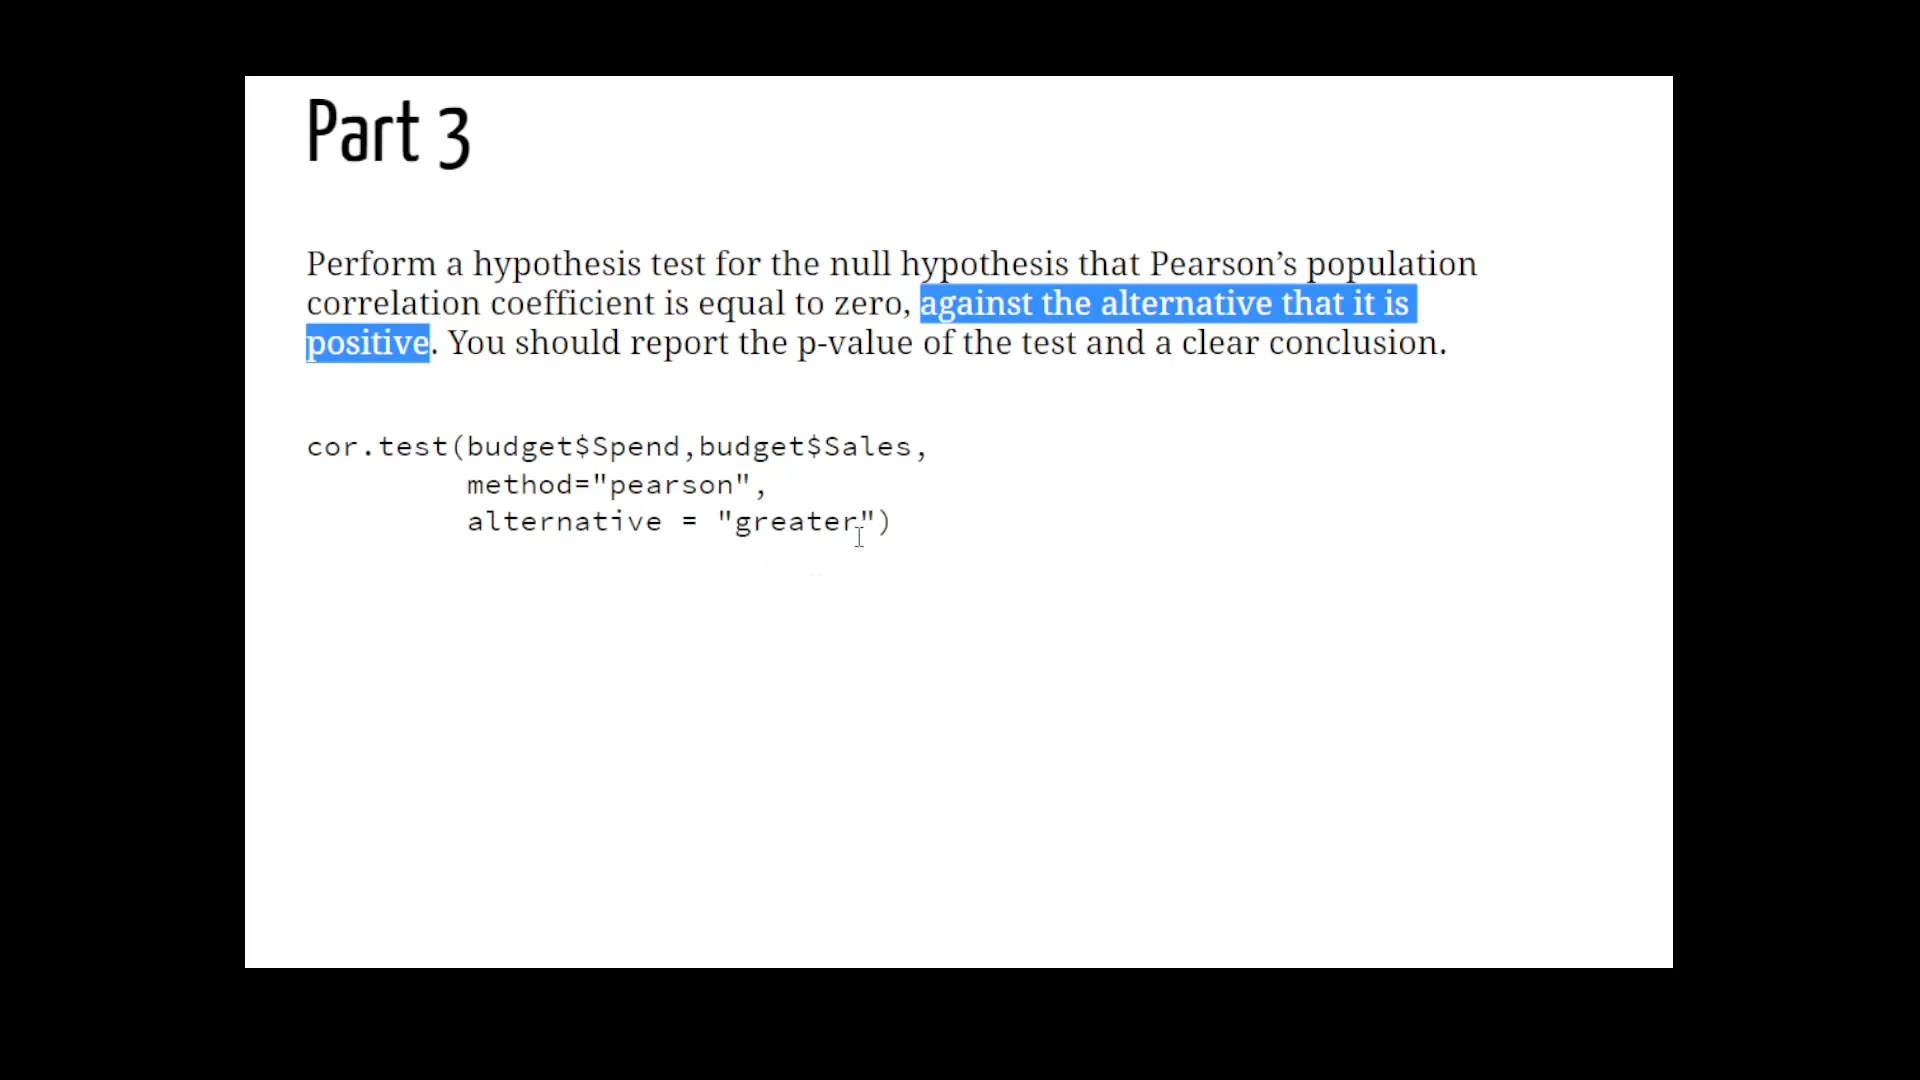 Part 3
Perform a hypothesis test for the null hypothesis that Pearson’s population
correlation coefficient is equal to zero, against the alternative that it is
positive. You should report the p-value of the test and a clear conclusion.
cor.test(budget$Spend,budget$Sales,
method="pearson",
alternative = "greater")